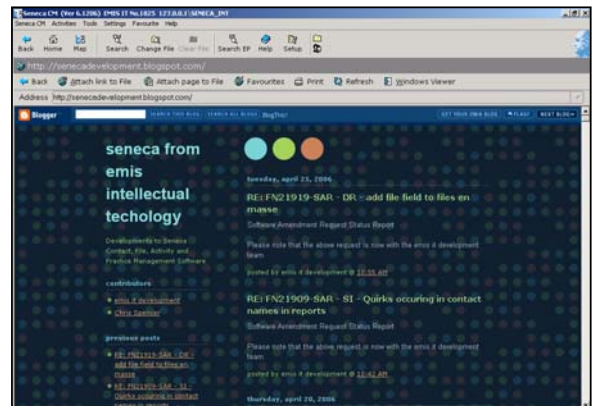 Seneca CM (Ver 6.1206) EMIS IT No.1825 127.0.0.1\SENECA_INT
Seneca CM Activities Tools Settings Favourite Help
Back Home Map Search Change File Clear File Search EP Help Setup
http://senecadevelopment.blogspot.com/
Back Attach link to File Attach page to File Favourites Print Refresh Windows Viewer
Address http://senecadevelopment.blogspot.com/
Blogger SEARCH THIS BLOG SEARCH ALL BLOGS BlogThis! GET YOUR OWN BLOG FLAG? NEXT BLOG»
seneca from
emis
intellectual
techology
Developments to Seneca
Contact, File, Activity and
Practice Management Software
contributors
emis it development
Chris Spencer
previous posts
RE: FN21919-SAR - DR -
add file field to files en
masse
RE: FN21909-SAR - SI -
Quirks occuring in contact
names in reports
tuesday, april 25, 2006
RE: FN21919-SAR - DR - add file field to files en
masse
Software Amendment Request Status Report
Please note that the above request is now with the emis it development
team
posted by emis it development @ 10:55 AM
RE: FN21909-SAR - SI - Quirks occuring in contact
names in reports
Software Amendment Request Status Report
Please note that the above request is now with the emis it development
team
posted by emis it development @ 10:42 AM
thursday, april 20, 2006